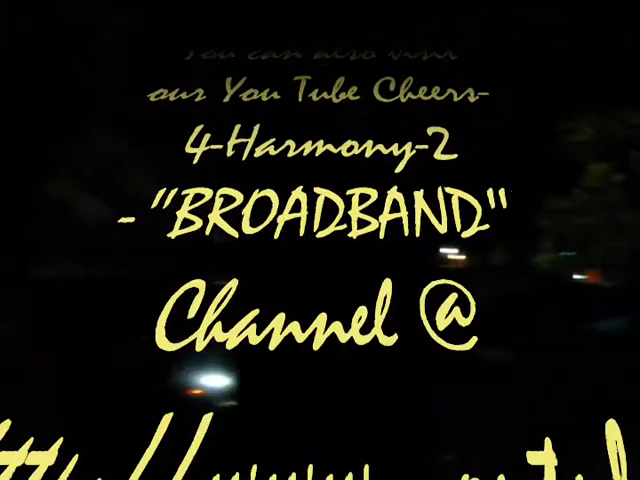 You can also visit
our You Tube Cheers-
4-Harmony-2
-"BROADBAND"
Channel @